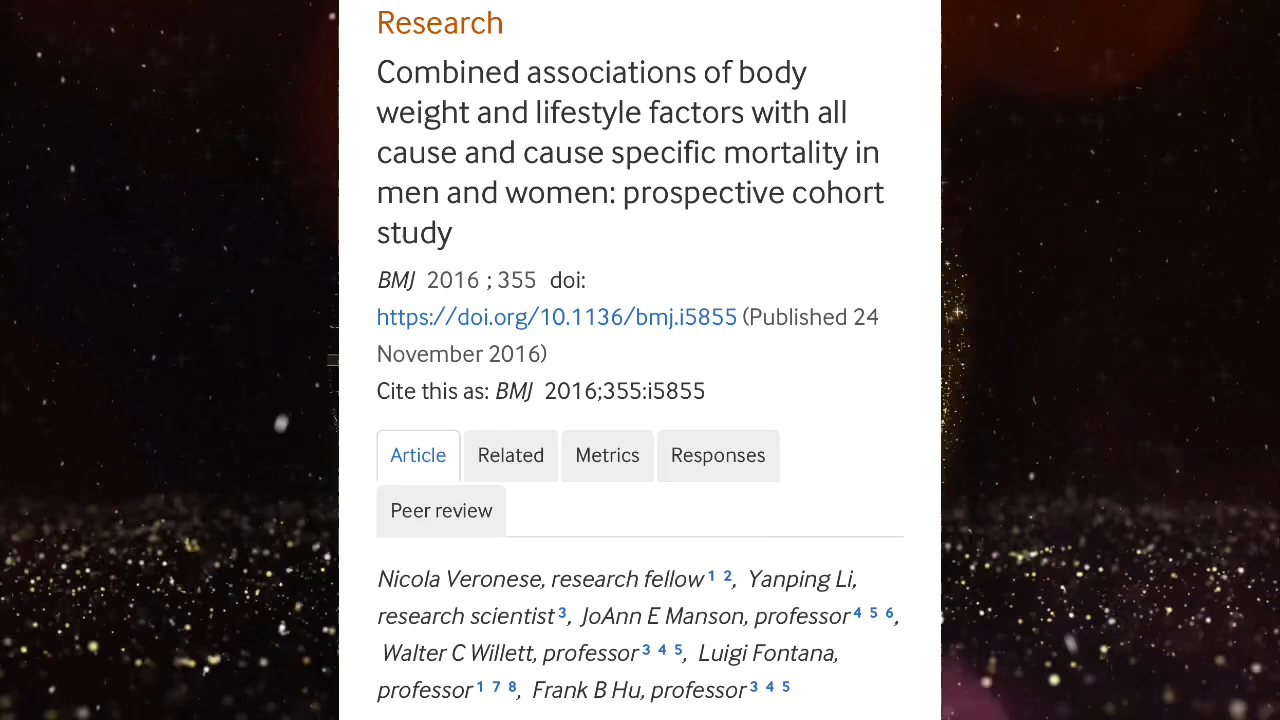 Research
Combined associations of body
weight and lifestyle factors with all
cause and cause specific mortality in
men and women: prospective cohort
study
BMJ 2016 ; 355 doi:
https://doi.org/10.1136/bmj.i5855 (Published 24
November 2016)
Cite this as: BMJ 2016;355:i5855
Article Related Metrics Responses
Peer review
Nicola Veronese, research fellow 1 2, Yanping Li,
research scientist 3, JoAnn E Manson, professor 4 5 6,
Walter C Willett, professor 3 4 5, Luigi Fontana,
professor 1 7 8, Frank B Hu, professor 3 4 5